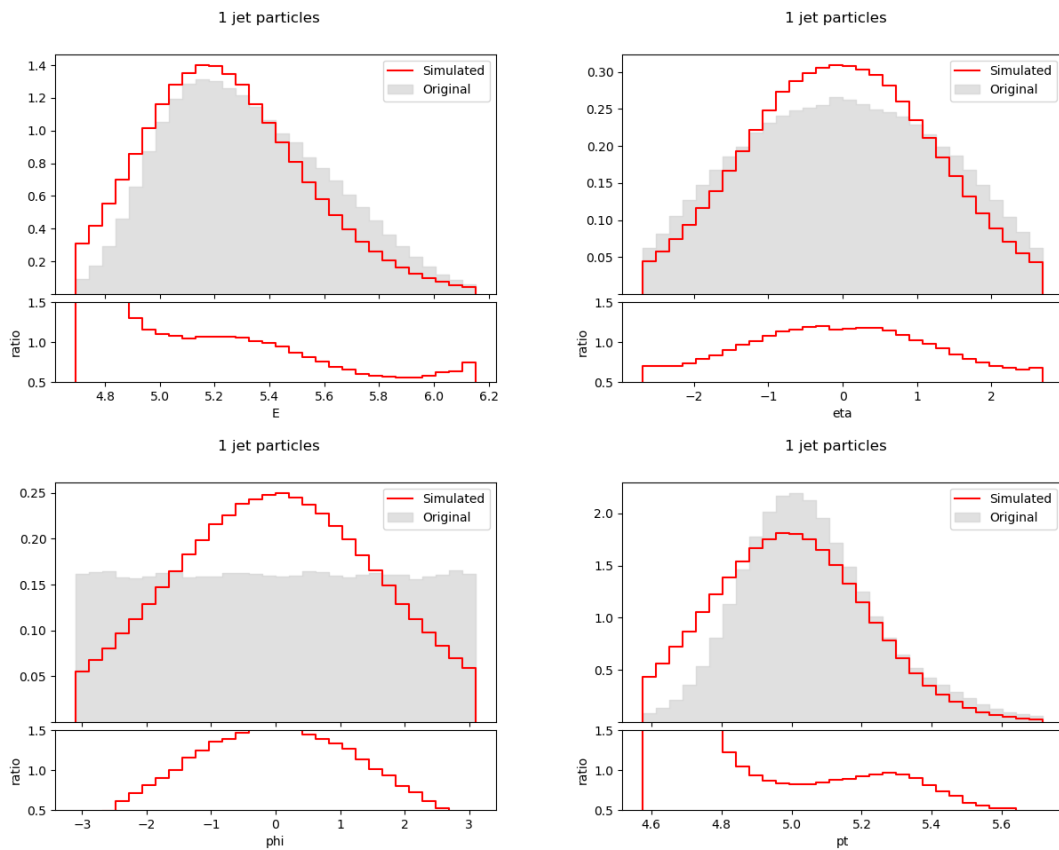 1 jet particles
1.4
1.2
1.0
0.8
0.6
0.4
0.2
Simulated
Original
1.5
1.0
0.5
ratio
4.8 5.0 5.2 5.4 5.6 5.8 6.0 6.2
E
1 jet particles
0.30
0.25
0.20
0.15
0.10
0.05
Simulated
Original
1.5
1.0
0.5
ratio
−2 −1 0 1 2
eta
1 jet particles
0.25
0.20
0.15
0.10
0.05
Simulated
Original
1.5
1.0
0.5
ratio
−3 −2 −1 0 1 2 3
phi
1 jet particles
2.0
1.5
1.0
0.5
Simulated
Original
1.5
1.0
0.5
ratio
4.6 4.8 5.0 5.2 5.4 5.6
pt